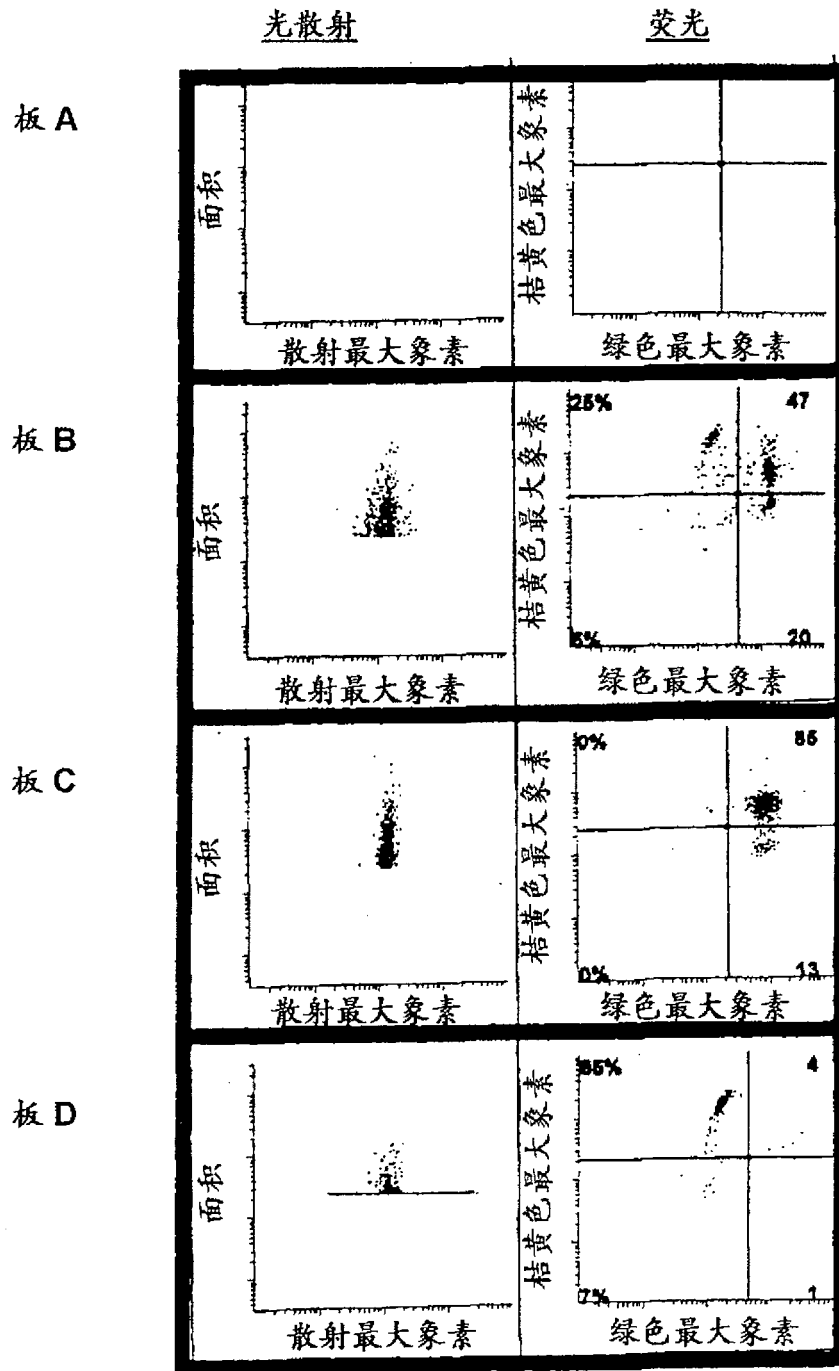 光散射
荧光
板 A
面积
散射最大象素
桔黄色最大象素
绿色最大象素
板 B
面积
散射最大象素
桔黄色最大象素
25%
47
5%
20
绿色最大象素
板 C
面积
散射最大象素
桔黄色最大象素
0%
85
0%
13
绿色最大象素
板 D
面积
散射最大象素
桔黄色最大象素
4
7%
1
绿色最大象素